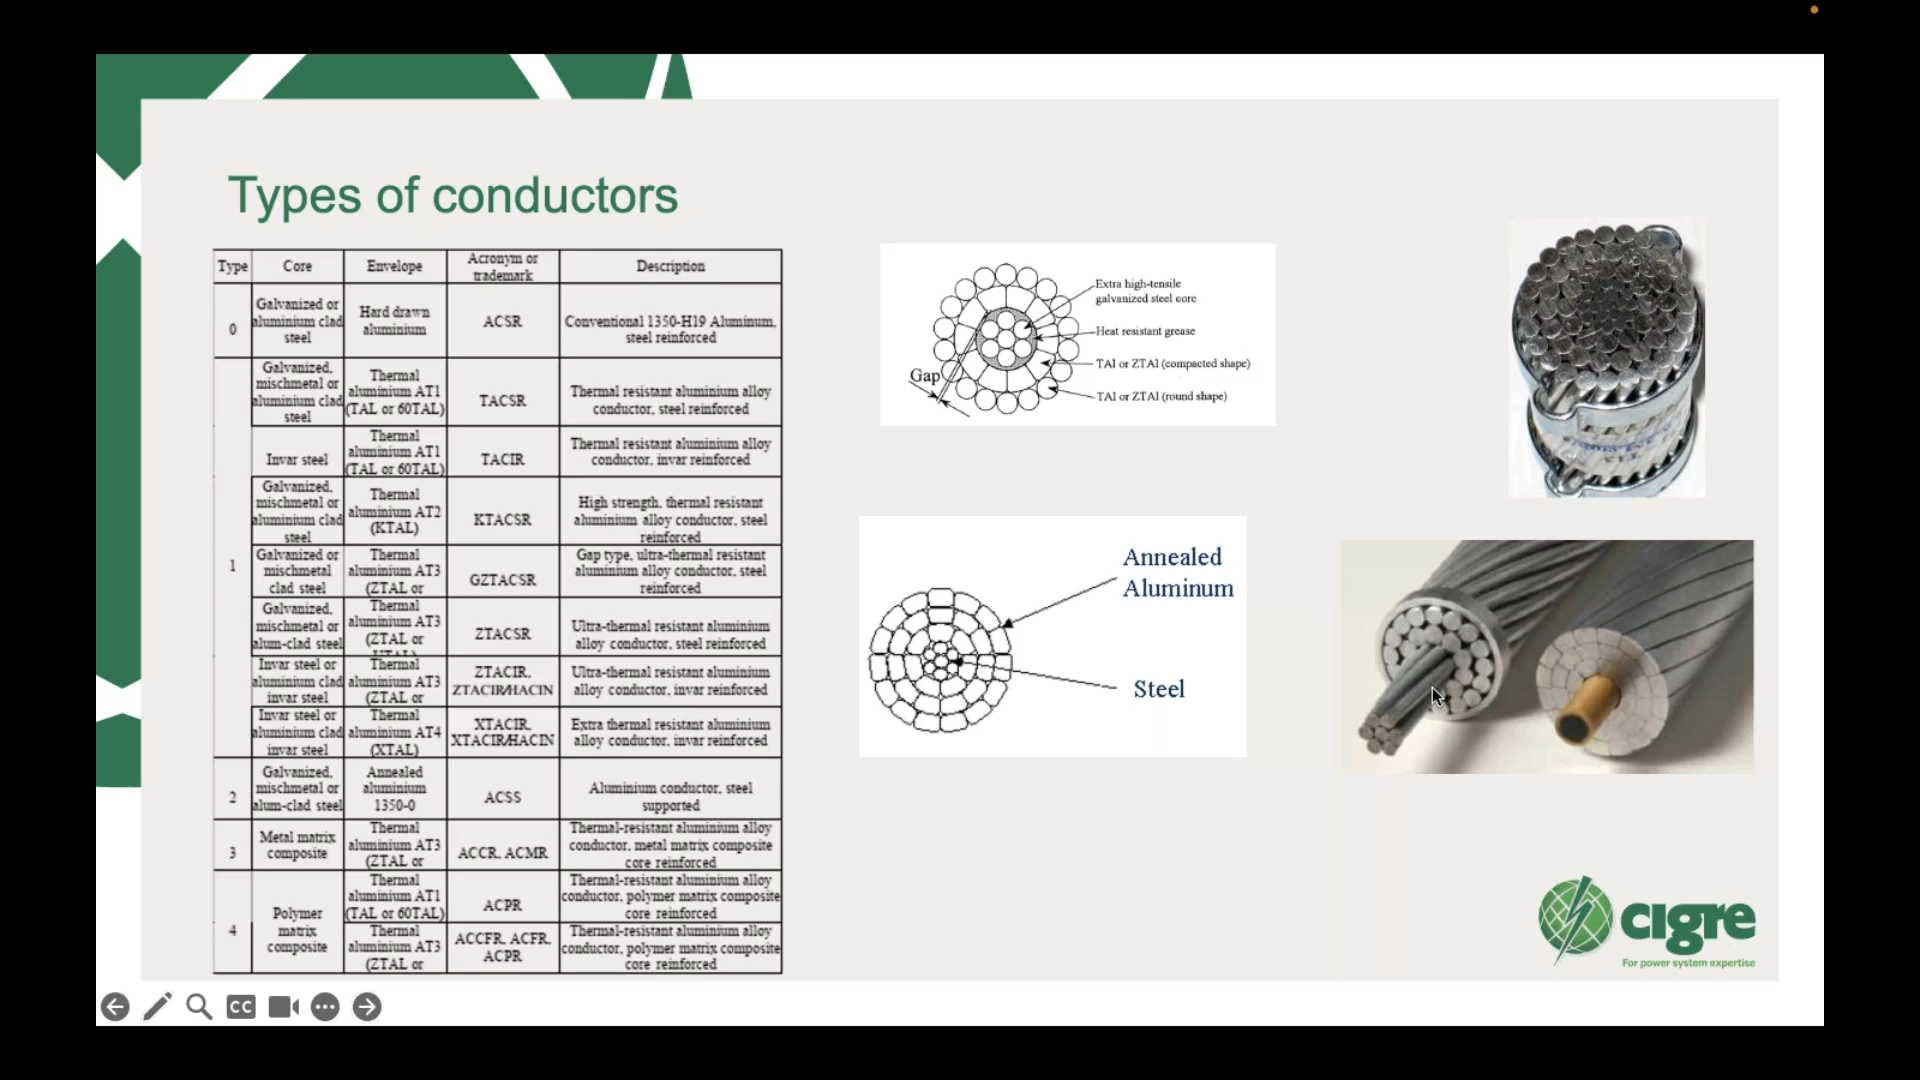 Types of conductors
Type
Core
Envelope
Acronym or
trademark
Description
0
Galvanized or
aluminium clad
steel
Hard drawn
aluminium
ACSR
Conventional 1350-H19 Aluminum,
steel reinforced
1
Galvanized,
mischmetal or
aluminium clad
steel
Thermal
aluminium AT1
(TAL or 60TAL)
TACSR
Thermal resistant aluminium alloy
conductor, steel reinforced
Invar steel
Thermal
aluminium AT1
(TAL or 60TAL)
TACIR
Thermal resistant aluminium alloy
conductor, invar reinforced
Galvanized,
mischmetal or
aluminium clad
steel
Thermal
aluminium AT2
(KTAL)
KTACSR
High strength, thermal resistant
aluminium alloy conductor, steel
reinforced
Galvanized or
mischmetal
clad steel
Thermal
aluminium AT3
(ZTAL or
GZTACSR
Gap type, ultra-thermal resistant
aluminium alloy conductor, steel
reinforced
Galvanized,
mischmetal or
alum-clad steel
Thermal
aluminium AT3
(ZTAL or
ZTACSR
Ultra-thermal resistant aluminium
alloy conductor, steel reinforced
Invar steel or
aluminium clad
invar steel
Thermal
aluminium AT3
(ZTAL or
ZTACIR,
ZTACIR/HACIN
Ultra-thermal resistant aluminium
alloy conductor, invar reinforced
Invar steel or
aluminium clad
invar steel
Thermal
aluminium AT4
(XTAL)
XTACIR,
XTACIR/HACIN
Extra thermal resistant aluminium
alloy conductor, invar reinforced
2
Galvanized,
mischmetal or
alum-clad steel
Annealed
aluminium
1350-0
ACSS
Aluminium conductor, steel
supported
3
Metal matrix
composite
Thermal
aluminium AT3
(ZTAL or
ACCR, ACMR
Thermal-resistant aluminium alloy
conductor, metal matrix composite
core reinforced
4
Polymer
matrix
composite
Thermal
aluminium AT1
(TAL or 60TAL)
ACPR
Thermal-resistant aluminium alloy
conductor, polymer matrix composite
core reinforced
Thermal
aluminium AT3
(ZTAL or
ACCFR, ACFR,
ACPR
Thermal-resistant aluminium alloy
conductor, polymer matrix composite
core reinforced
Extra high-tensile
galvanized steel core
Heat resistant grease
TAl or ZTAl (compacted shape)
TAl or ZTAl (round shape)
Gap
Annealed
Aluminum
Steel
cigre
For power system expertise
CC